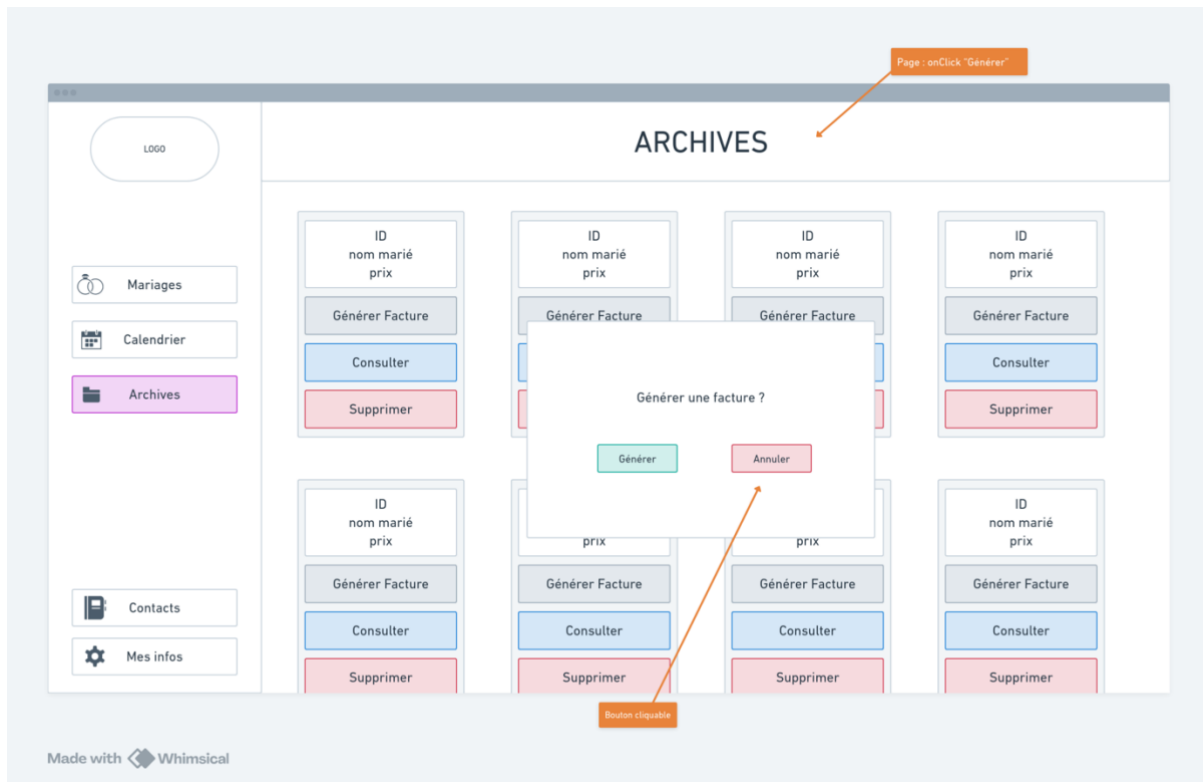 Page : onClick "Générer"
LOGO
ARCHIVES
Mariages
Calendrier
Archives
Contacts
Mes infos
ID
nom marié
prix
Générer Facture
Consulter
Supprimer
ID
nom marié
prix
Générer Facture
ID
nom marié
prix
Générer Facture
ID
nom marié
prix
Générer Facture
Consulter
Supprimer
Générer une facture ?
Générer
Annuler
ID
nom marié
prix
Générer Facture
Consulter
Supprimer
prix
Générer Facture
Consulter
Supprimer
prix
Générer Facture
Consulter
Supprimer
ID
nom marié
prix
Générer Facture
Consulter
Supprimer
Bouton cliquable
Made with Whimsical